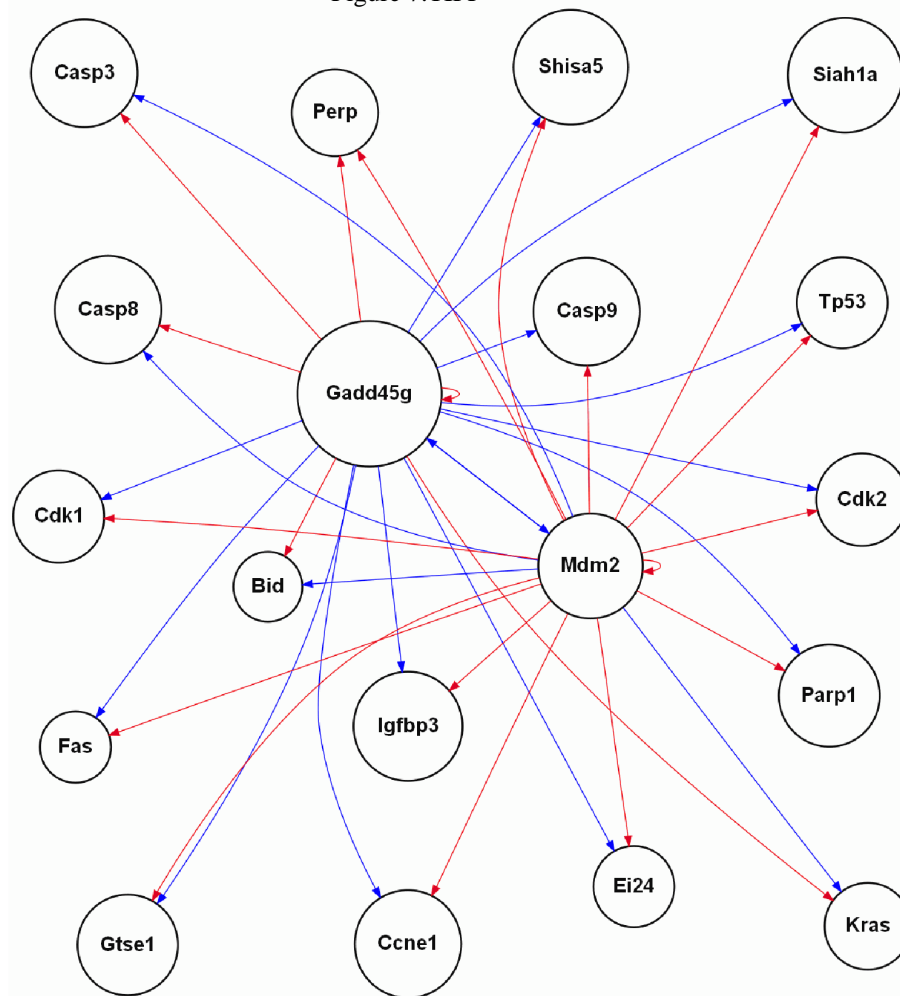 Casp3
Perp
Shisa5
Siah1a
Casp8
Casp9
Tp53
Gadd45g
Cdk1
Cdk2
Mdm2
Bid
Parp1
Igfbp3
Fas
Ei24
Kras
Gtse1
Ccne1